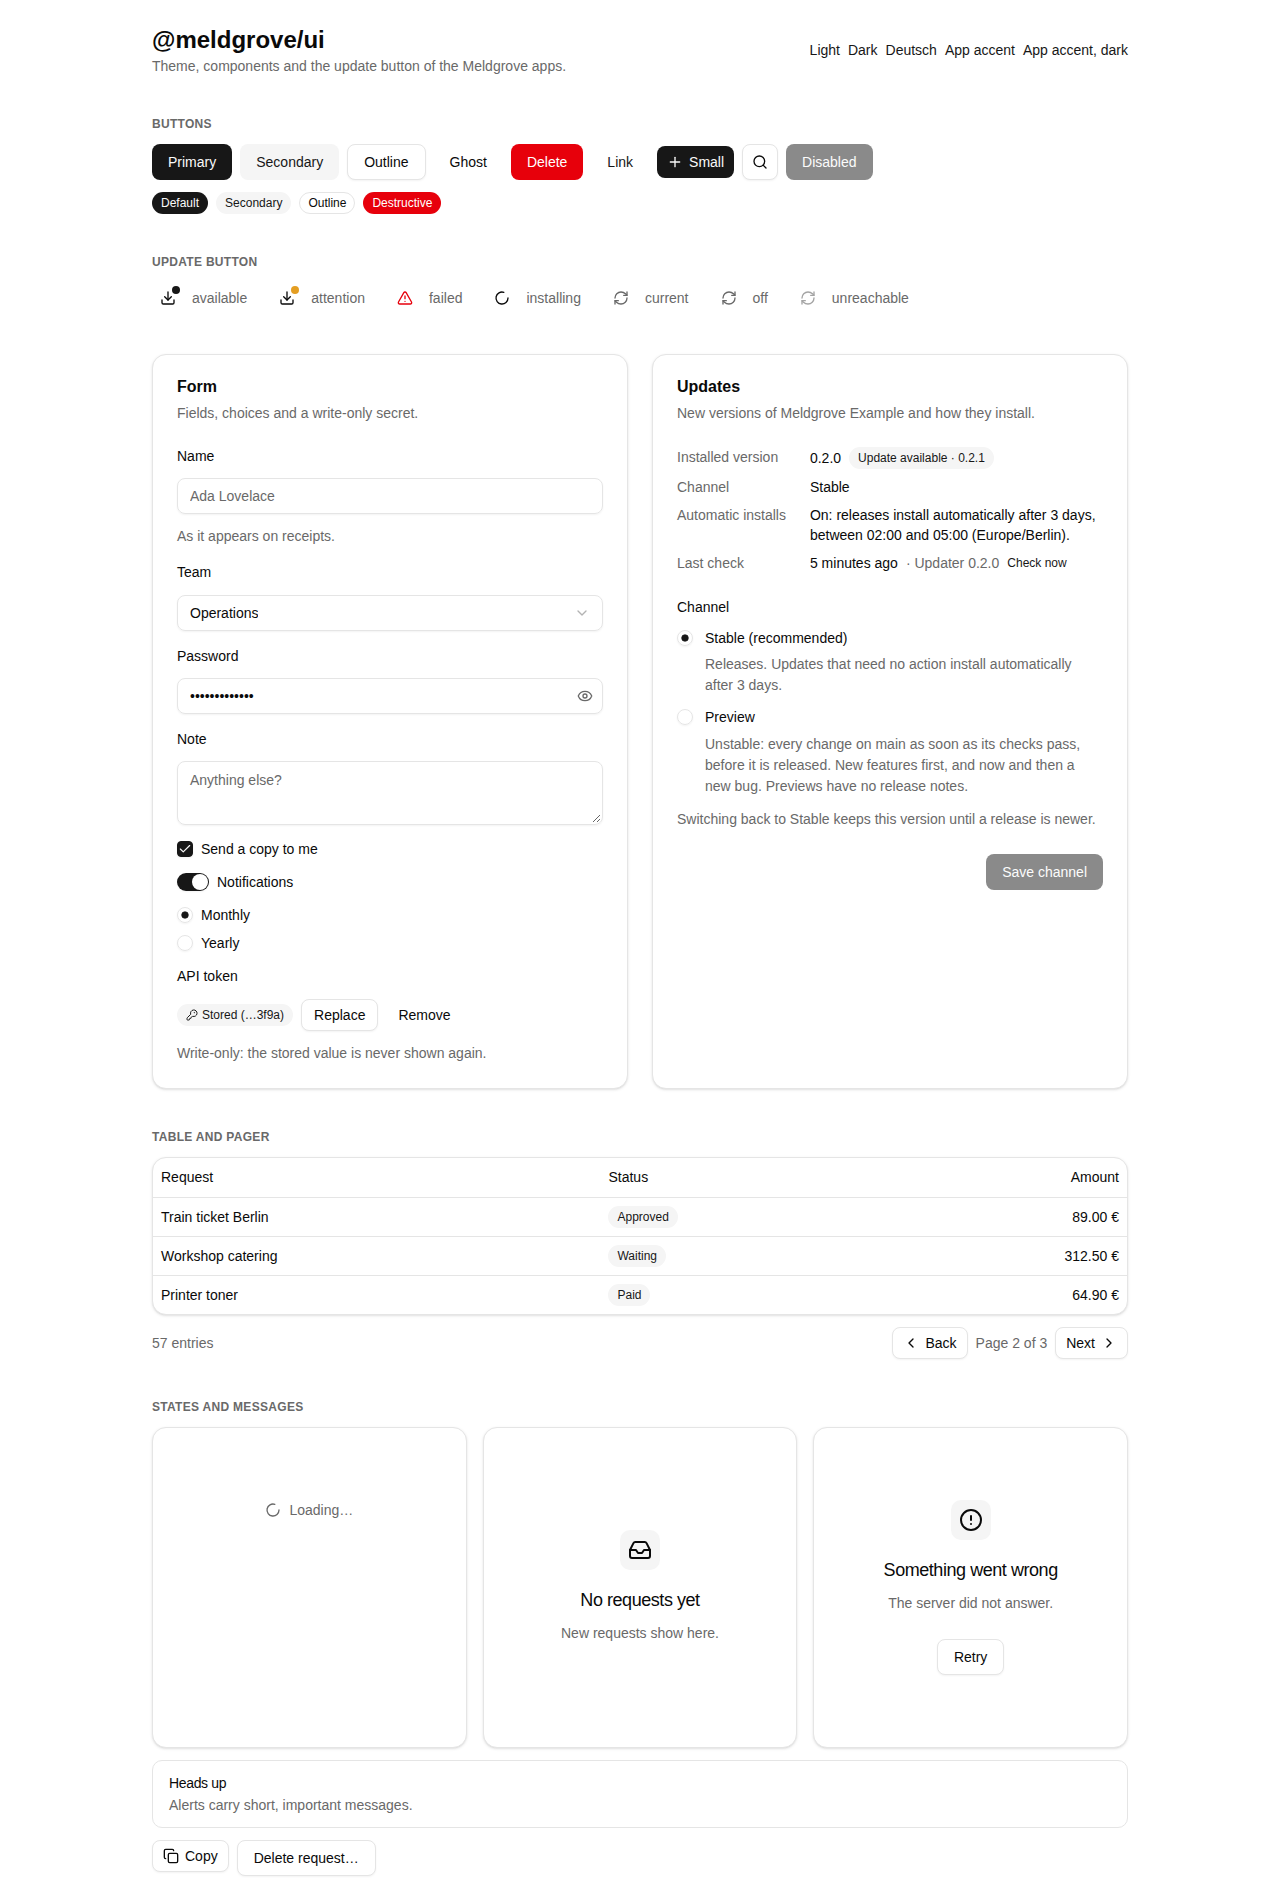 @meldgrove/ui
Theme, components and the update button of the Meldgrove apps.
Light Dark Deutsch App accent App accent, dark
BUTTONS
Primary Secondary Outline Ghost Delete Link Small Disabled
Default Secondary Outline Destructive
UPDATE BUTTON
available attention failed installing current off unreachable
Form
Fields, choices and a write-only secret.
Name
Ada Lovelace
As it appears on receipts.
Team
Operations
Password
•••••••••••••
Note
Anything else?
Send a copy to me
Notifications
Monthly
Yearly
API token
Stored (…3f9a) Replace Remove
Write-only: the stored value is never shown again.
Updates
New versions of Meldgrove Example and how they install.
Installed version 0.2.0 Update available · 0.2.1
Channel Stable
Automatic installs On: releases install automatically after 3 days,
between 02:00 and 05:00 (Europe/Berlin).
Last check 5 minutes ago · Updater 0.2.0 Check now
Channel
Stable (recommended)
Releases. Updates that need no action install automatically
after 3 days.
Preview
Unstable: every change on main as soon as its checks pass,
before it is released. New features first, and now and then a
new bug. Previews have no release notes.
Switching back to Stable keeps this version until a release is newer.
Save channel
TABLE AND PAGER
Request Status Amount
Train ticket Berlin Approved 89.00 €
Workshop catering Waiting 312.50 €
Printer toner Paid 64.90 €
57 entries Back Page 2 of 3 Next
STATES AND MESSAGES
Loading…
No requests yet
New requests show here.
Something went wrong
The server did not answer.
Retry
Heads up
Alerts carry short, important messages.
Copy Delete request…